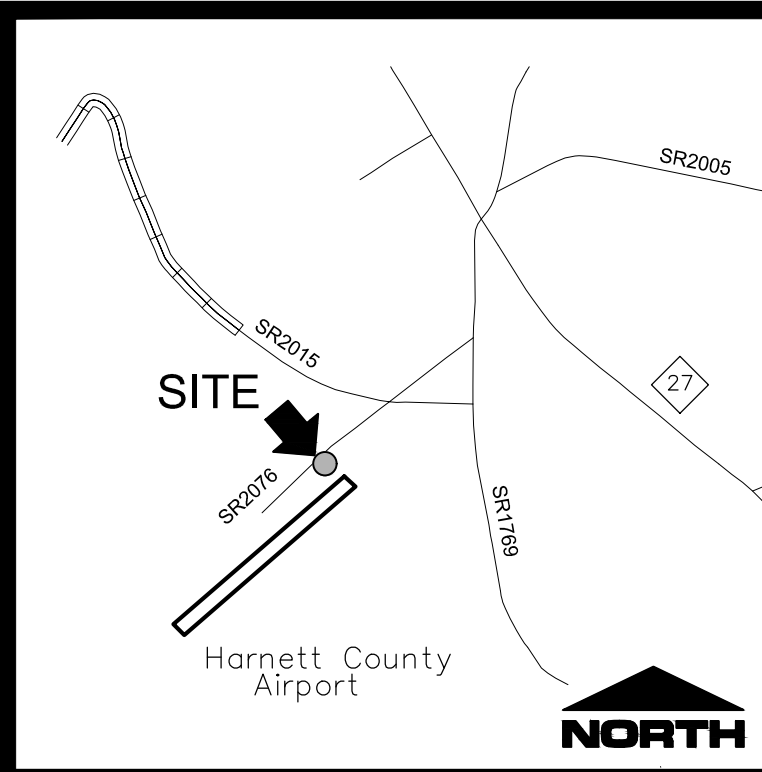 SR2005
SR2015
27
SITE
SR2076
SR1769
Harnett County
Airport
NORTH